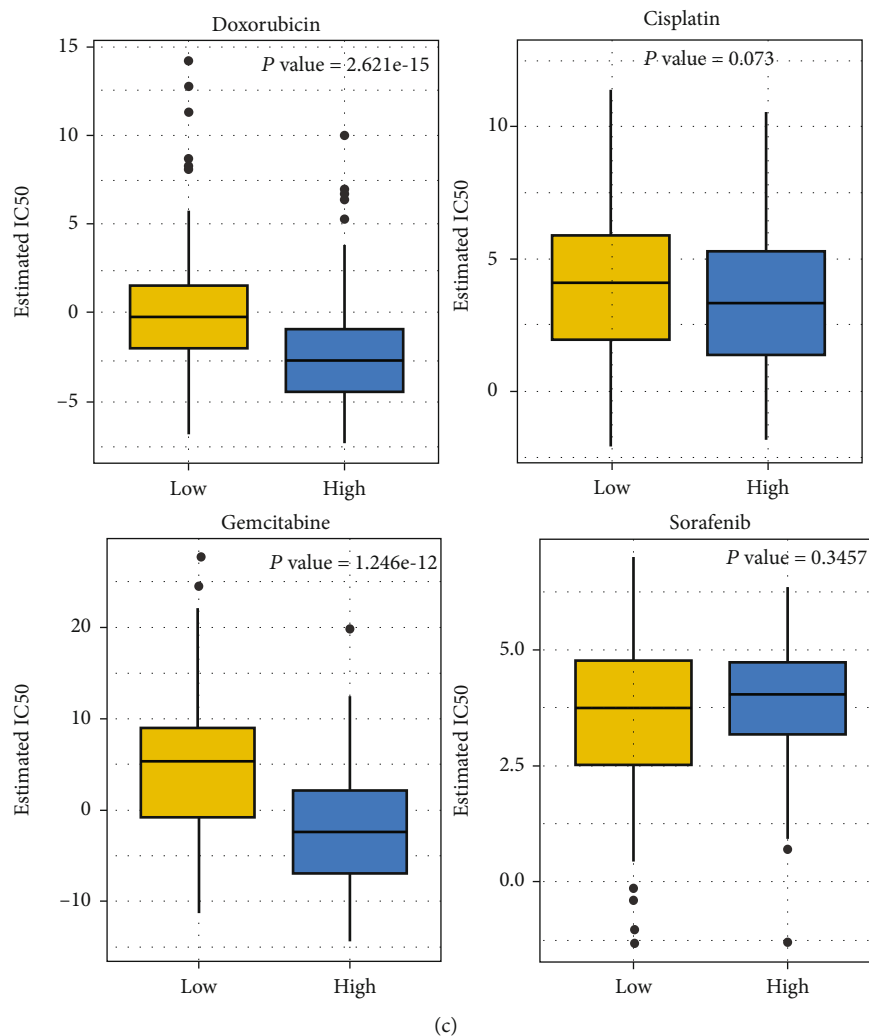 Doxorubicin
P value = 2.621e-15
Estimated IC50
15
10
5
0
−5
Low High
Cisplatin
P value = 0.073
Estimated IC50
10
5
0
Low High
Gemcitabine
P value = 1.246e-12
Estimated IC50
20
10
0
−10
Low High
Sorafenib
P value = 0.3457
Estimated IC50
5.0
2.5
0.0
Low High
(c)